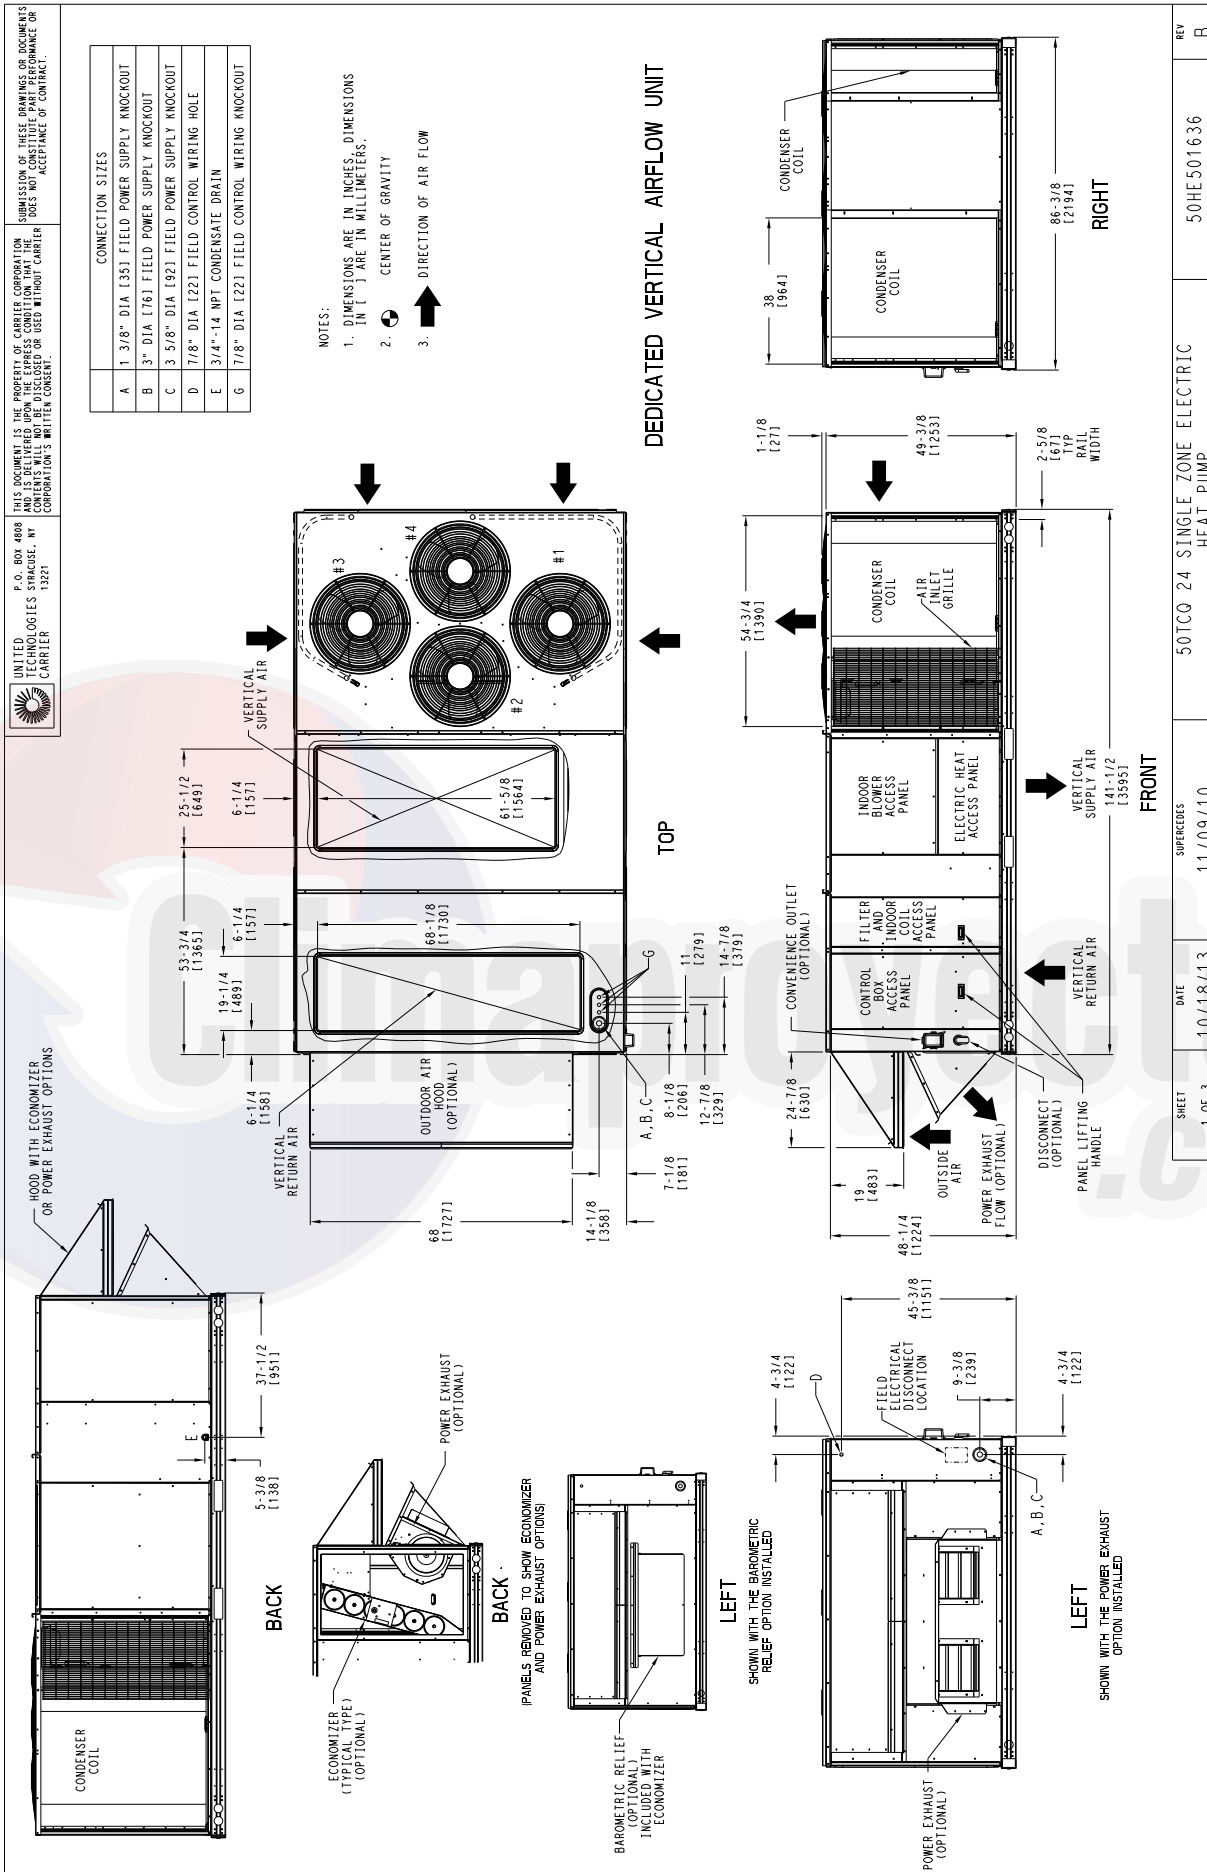 UNITED
TECHNOLOGIES
CARRIER
P.O. BOX 4808
SYRACUSE, NY
13221
THIS DOCUMENT IS THE PROPERTY OF CARRIER CORPORATION
AND IS DELIVERED UPON THE EXPRESS CONDITION THAT THE
CONTENTS WILL NOT BE DISCLOSED OR USED WITHOUT CARRIER
CORPORATION'S WRITTEN CONSENT.
SUBMISSION OF THESE DRAWINGS OR DOCUMENTS
DOES NOT CONSTITUTE PART PERFORMANCE OR
ACCEPTANCE OF CONTRACT.
CONNECTION SIZES
A 1 3/8" DIA [35] FIELD POWER SUPPLY KNOCKOUT
B 3" DIA [76] FIELD POWER SUPPLY KNOCKOUT
C 3 5/8" DIA [92] FIELD POWER SUPPLY KNOCKOUT
D 7/8" DIA [22] FIELD CONTROL WIRING HOLE
E 3/4"-14 NPT CONDENSATE DRAIN
G 7/8" DIA [22] FIELD CONTROL WIRING KNOCKOUT
NOTES:
1. DIMENSIONS ARE IN INCHES, DIMENSIONS
IN [ ] ARE IN MILLIMETERS.
2. CENTER OF GRAVITY
3. DIRECTION OF AIR FLOW
DEDICATED VERTICAL AIRFLOW UNIT
HOOD WITH ECONOMIZER
OR POWER EXHAUST OPTIONS
CONDENSER
COIL
E
37-1/2
[951]
5-3/8
[138]
BACK
ECONOMIZER
(TYPICAL TYPE)
(OPTIONAL)
POWER EXHAUST
(OPTIONAL)
BACK
(PANELS REMOVED TO SHOW ECONOMIZER
AND POWER EXHAUST OPTIONS)
BAROMETRIC RELIEF
(OPTIONAL)
INCLUDED WITH
ECONOMIZER
LEFT
SHOWN WITH THE BAROMETRIC
RELIEF OPTION INSTALLED
4-3/4
[122]
D
FIELD
ELECTRICAL
DISCONNECT
LOCATION
45-3/8
[1151]
9-3/8
[239]
4-3/4
[122]
A,B,C
POWER EXHAUST
(OPTIONAL)
LEFT
SHOWN WITH THE POWER EXHAUST
OPTION INSTALLED
53-3/4
[1365]
25-1/2
[649]
19-1/4
[489]
6-1/4
[157]
6-1/4
[157]
6-1/4
[158]
VERTICAL
SUPPLY AIR
VERTICAL
RETURN AIR
68-1/8
[1730]
61-5/8
[1564]
#3
#4
#2
#1
OUTDOOR AIR
HOOD
(OPTIONAL)
68
[1727]
14-1/8
[358]
7-1/8
[181]
A,B,C
8-1/8
[206]
12-7/8
[329]
11
[279]
14-7/8
[379]
G
TOP
CONVENIENCE OUTLET
(OPTIONAL)
24-7/8
[630]
19
[483]
48-1/4
[1224]
OUTSIDE
AIR
POWER EXHAUST
FLOW (OPTIONAL)
DISCONNECT
(OPTIONAL)
PANEL LIFTING
HANDLE
CONTROL
BOX
ACCESS
PANEL
FILTER
AND
INDOOR
COIL
ACCESS
PANEL
INDOOR
BLOWER
ACCESS
PANEL
ELECTRIC HEAT
ACCESS PANEL
CONDENSER
COIL
AIR
INLET
GRILLE
54-3/4
[1390]
1-1/8
[27]
49-3/8
[1253]
2-5/8
[67]
TYP
RAIL
WIDTH
VERTICAL
RETURN AIR
VERTICAL
SUPPLY AIR
141-1/2
[3595]
FRONT
38
[964]
CONDENSER
COIL
CONDENSER
COIL
86-3/8
[2194]
RIGHT
SHEET
1 OF 3
DATE
10/18/13
SUPERCEDES
11/09/10
50TCQ 24 SINGLE ZONE ELECTRIC
HEAT PUMP
50HE501636
REV
B
Climaproyect
.c